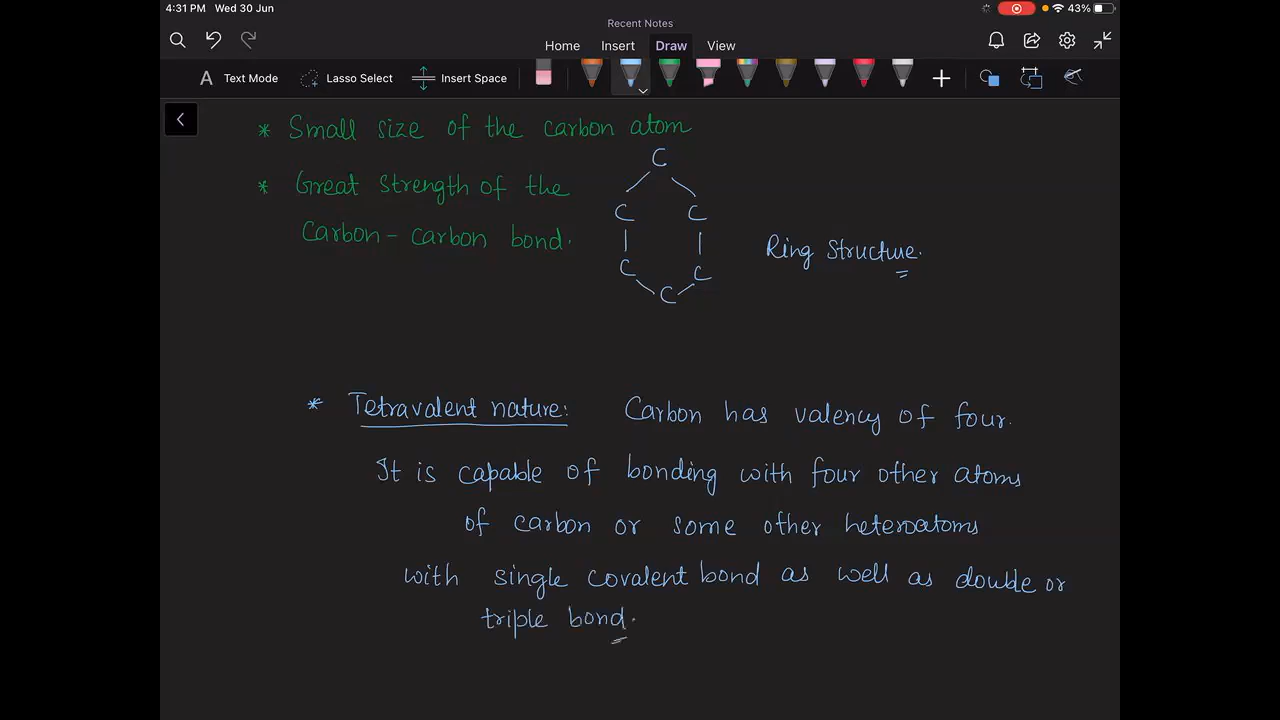 4:31 PM Wed 30 Jun
43%
Recent Notes
Home Insert Draw View
Text Mode Lasso Select Insert Space
* Small size of the carbon atom
* Great strength of the
Carbon - carbon bond.
C
C C
C C
C
Ring Structure.
* Tetravalent nature: Carbon has valency of four.
It is capable of bonding with four other atoms
of carbon or some other heteroatoms
with single covalent bond as well as double or
triple bond.